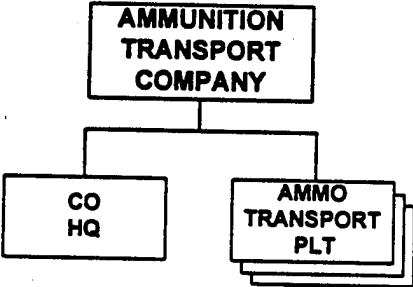 AMMUNITION
TRANSPORT
COMPANY
CO
HQ
AMMO
TRANSPORT
PLT